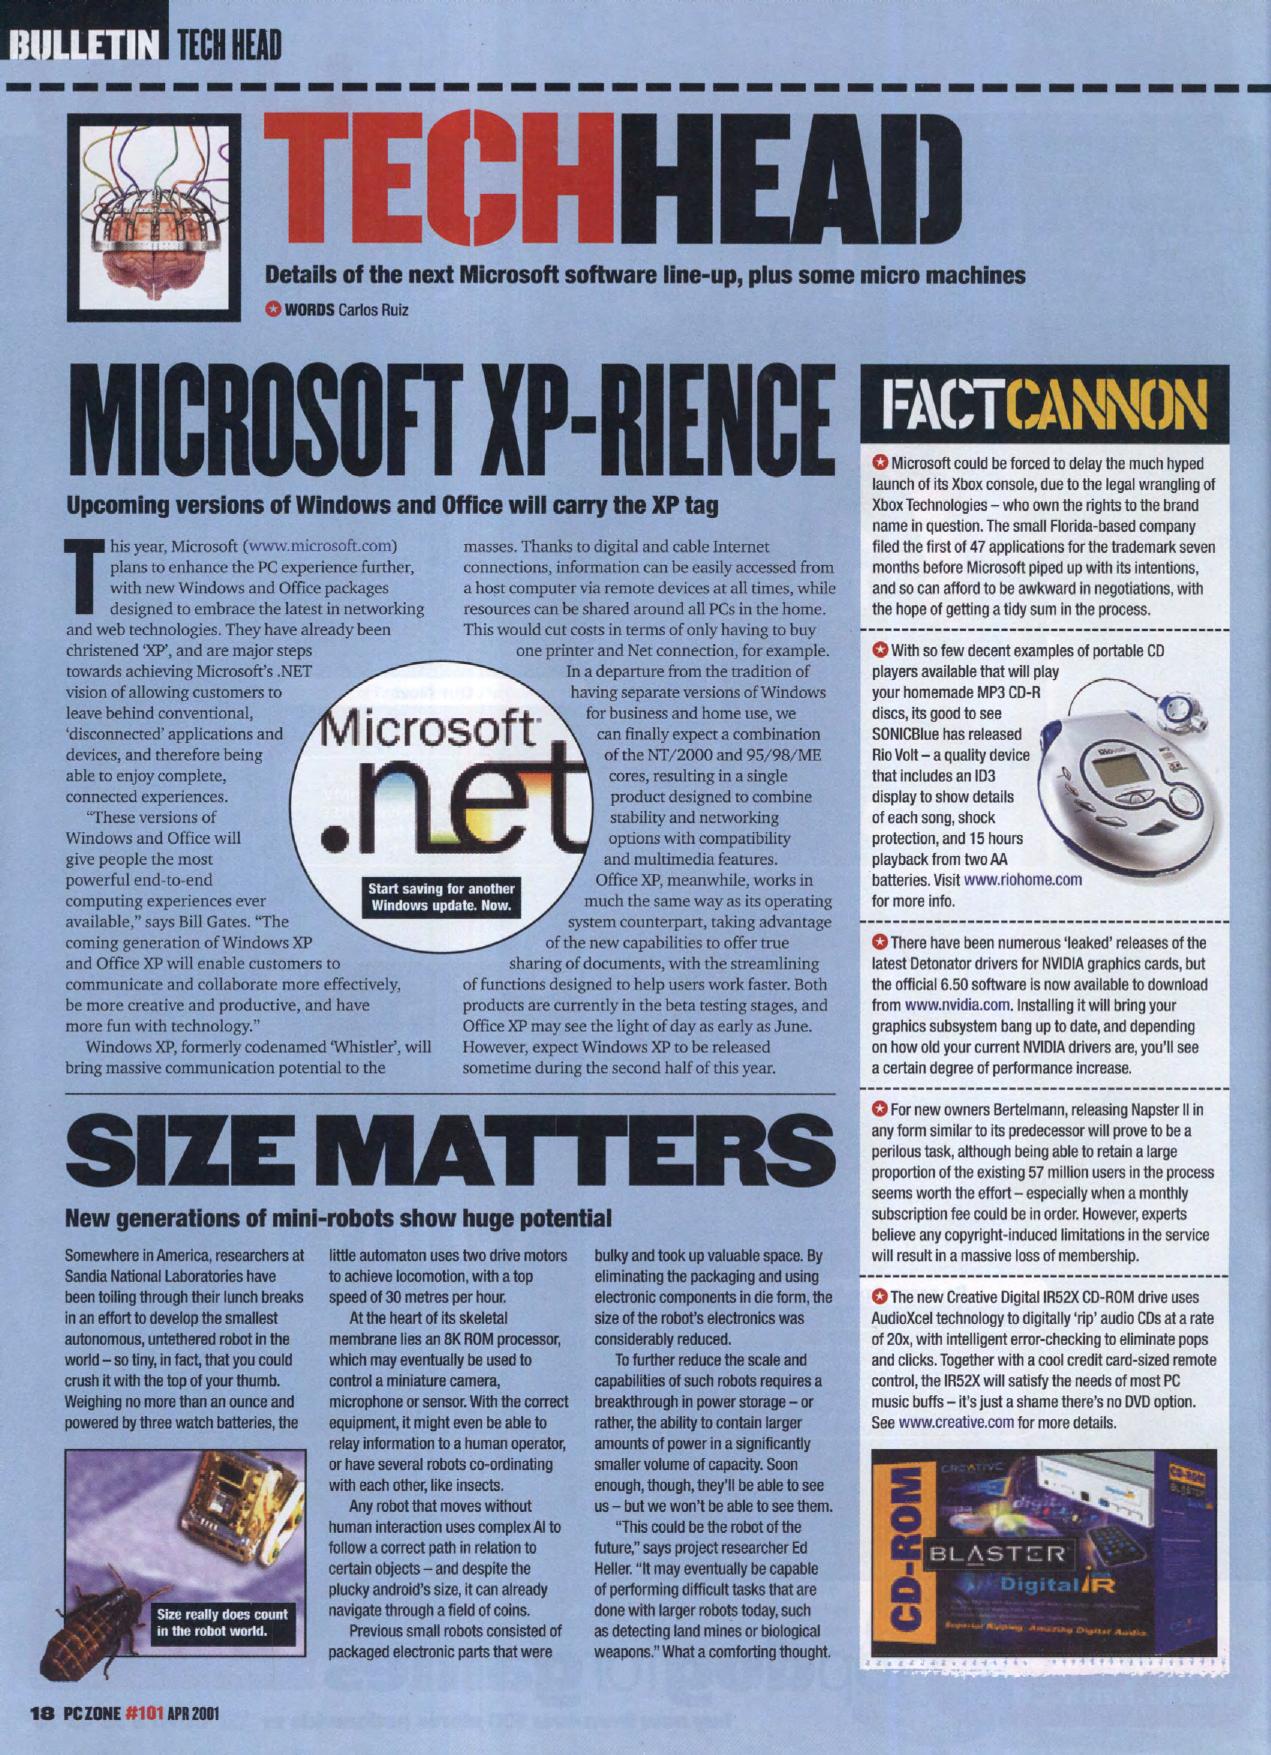 BULLETIN TECH HEAD
TECHHEAD
Details of the next Microsoft software line-up, plus some micro machines
WORDS Carlos Ruiz
MICROSOFT XP-RIENCE
Upcoming versions of Windows and Office will carry the XP tag
This year, Microsoft (www.microsoft.com)
plans to enhance the PC experience further,
with new Windows and Office packages
designed to embrace the latest in networking
and web technologies. They have already been
christened ‘XP’, and are major steps
towards achieving Microsoft's .NET
vision of allowing customers to
leave behind conventional,
‘disconnected’ applications and
devices, and therefore being
able to enjoy complete,
connected experiences.
“These versions of
Windows and Office will
give people the most
powerful end-to-end
computing experiences ever
available,” says Bill Gates. “The
coming generation of Windows XP
and Office XP will enable customers to
communicate and collaborate more effectively,
be more creative and productive, and have
more fun with technology.”
Windows XP, formerly codenamed ‘Whistler’, will
bring massive communication potential to the
masses. Thanks to digital and cable Internet
connections, information can be easily accessed from
a host computer via remote devices at all times, while
resources can be shared around all PCs in the home.
This would cut costs in terms of only having to buy
one printer and Net connection, for example.
In a departure from the tradition of
having separate versions of Windows
for business and home use, we
can finally expect a combination
of the NT/2000 and 95/98/ME
cores, resulting in a single
product designed to combine
stability and networking
options with compatibility
and multimedia features.
Office XP, meanwhile, works in
much the same way as its operating
system counterpart, taking advantage
of the new capabilities to offer true
sharing of documents, with the streamlining
of functions designed to help users work faster. Both
products are currently in the beta testing stages, and
Office XP may see the light of day as early as June.
However, expect Windows XP to be released
sometime during the second half of this year.
Microsoft
.net
Start saving for another
Windows update. Now.
SIZE MATTERS
New generations of mini-robots show huge potential
Somewhere in America, researchers at
Sandia National Laboratories have
been toiling through their lunch breaks
in an effort to develop the smallest
autonomous, untethered robot in the
world – so tiny, in fact, that you could
crush it with the top of your thumb.
Weighing no more than an ounce and
powered by three watch batteries, the
little automaton uses two drive motors
to achieve locomotion, with a top
speed of 30 metres per hour.
At the heart of its skeletal
membrane lies an 8K ROM processor,
which may eventually be used to
control a miniature camera,
microphone or sensor. With the correct
equipment, it might even be able to
relay information to a human operator,
or have several robots co-ordinating
with each other, like insects.
Any robot that moves without
human interaction uses complex AI to
follow a correct path in relation to
certain objects – and despite the
plucky android's size, it can already
navigate through a field of coins.
Previous small robots consisted of
packaged electronic parts that were
bulky and took up valuable space. By
eliminating the packaging and using
electronic components in die form, the
size of the robot's electronics was
considerably reduced.
To further reduce the scale and
capabilities of such robots requires a
breakthrough in power storage – or
rather, the ability to contain larger
amounts of power in a significantly
smaller volume of capacity. Soon
enough, though, they'll be able to see
us – but we won't be able to see them.
“This could be the robot of the
future,” says project researcher Ed
Heller. “It may eventually be capable
of performing difficult tasks that are
done with larger robots today, such
as detecting land mines or biological
weapons.” What a comforting thought.
Size really does count
in the robot world.
FACTCANNON
Microsoft could be forced to delay the much hyped
launch of its Xbox console, due to the legal wrangling of
Xbox Technologies – who own the rights to the brand
name in question. The small Florida-based company
filed the first of 47 applications for the trademark seven
months before Microsoft piped up with its intentions,
and so can afford to be awkward in negotiations, with
the hope of getting a tidy sum in the process.
With so few decent examples of portable CD
players available that will play
your homemade MP3 CD-R
discs, its good to see
SONICBlue has released
Rio Volt – a quality device
that includes an ID3
display to show details
of each song, shock
protection, and 15 hours
playback from two AA
batteries. Visit www.riohome.com
for more info.
There have been numerous ‘leaked’ releases of the
latest Detonator drivers for NVIDIA graphics cards, but
the official 6.50 software is now available to download
from www.nvidia.com. Installing it will bring your
graphics subsystem bang up to date, and depending
on how old your current NVIDIA drivers are, you'll see
a certain degree of performance increase.
For new owners Bertelmann, releasing Napster II in
any form similar to its predecessor will prove to be a
perilous task, although being able to retain a large
proportion of the existing 57 million users in the process
seems worth the effort – especially when a monthly
subscription fee could be in order. However, experts
believe any copyright-induced limitations in the service
will result in a massive loss of membership.
The new Creative Digital IR52X CD-ROM drive uses
AudioXcel technology to digitally ‘rip’ audio CDs at a rate
of 20x, with intelligent error-checking to eliminate pops
and clicks. Together with a cool credit card-sized remote
control, the IR52X will satisfy the needs of most PC
music buffs – it's just a shame there's no DVD option.
See www.creative.com for more details.
CREATIVE
CD-ROM
BLASTER
Digital iR
Superior Ripping. Amazing Digital Audio.
CD-ROM
BLASTER
18 PCZONE #101 APR 2001